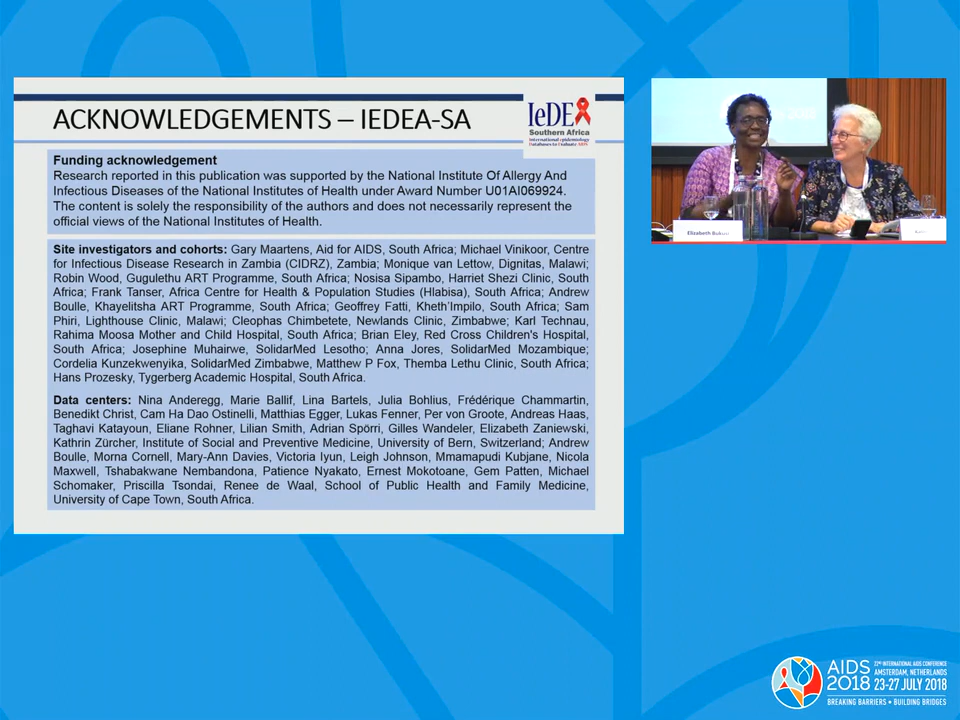 ACKNOWLEDGEMENTS – IEDEA-SA
IeDEA
Southern Africa
International epidemiology
Databases to Evaluate AIDS
Funding acknowledgement
Research reported in this publication was supported by the National Institute Of Allergy And
Infectious Diseases of the National Institutes of Health under Award Number U01AI069924.
The content is solely the responsibility of the authors and does not necessarily represent the
official views of the National Institutes of Health.
Site investigators and cohorts: Gary Maartens, Aid for AIDS, South Africa; Michael Vinikoor, Centre
for Infectious Disease Research in Zambia (CIDRZ), Zambia; Monique van Lettow, Dignitas, Malawi;
Robin Wood, Gugulethu ART Programme, South Africa; Nosisa Sipambo, Harriet Shezi Clinic, South
Africa; Frank Tanser, Africa Centre for Health & Population Studies (Hlabisa), South Africa; Andrew
Boulle, Khayelitsha ART Programme, South Africa; Geoffrey Fatti, Kheth'Impilo, South Africa; Sam
Phiri, Lighthouse Clinic, Malawi; Cleophas Chimbetete, Newlands Clinic, Zimbabwe; Karl Technau,
Rahima Moosa Mother and Child Hospital, South Africa; Brian Eley, Red Cross Children's Hospital,
South Africa; Josephine Muhairwe, SolidarMed Lesotho; Anna Jores, SolidarMed Mozambique;
Cordelia Kunzekwenyika, SolidarMed Zimbabwe, Matthew P Fox, Themba Lethu Clinic, South Africa;
Hans Prozesky, Tygerberg Academic Hospital, South Africa.
Data centers: Nina Anderegg, Marie Ballif, Lina Bartels, Julia Bohlius, Frédérique Chammartin,
Benedikt Christ, Cam Ha Dao Ostinelli, Matthias Egger, Lukas Fenner, Per von Groote, Andreas Haas,
Taghavi Katayoun, Eliane Rohner, Lilian Smith, Adrian Spörri, Gilles Wandeler, Elizabeth Zaniewski,
Kathrin Zürcher, Institute of Social and Preventive Medicine, University of Bern, Switzerland; Andrew
Boulle, Morna Cornell, Mary-Ann Davies, Victoria Iyun, Leigh Johnson, Mmamapudi Kubjane, Nicola
Maxwell, Tshabakwane Nembandona, Patience Nyakato, Ernest Mokotoane, Gem Patten, Michael
Schomaker, Priscilla Tsondai, Renee de Waal, School of Public Health and Family Medicine,
University of Cape Town, South Africa.
Elizabeth Bukusi
AIDS
2018
22ND INTERNATIONAL AIDS CONFERENCE
AMSTERDAM, NETHERLANDS
23-27 JULY 2018
BREAKING BARRIERS • BUILDING BRIDGES